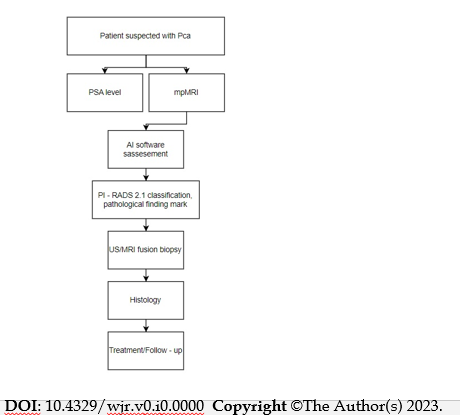 Patient suspected with Pca
PSA level
mpMRI
AI software
sassesement
PI - RADS 2.1 classification,
pathological finding mark
US/MRI fusion biopsy
Histology
Treatment/Follow - up
DOI: 10.4329/wjr.v0.i0.0000 Copyright ©The Author(s) 2023.